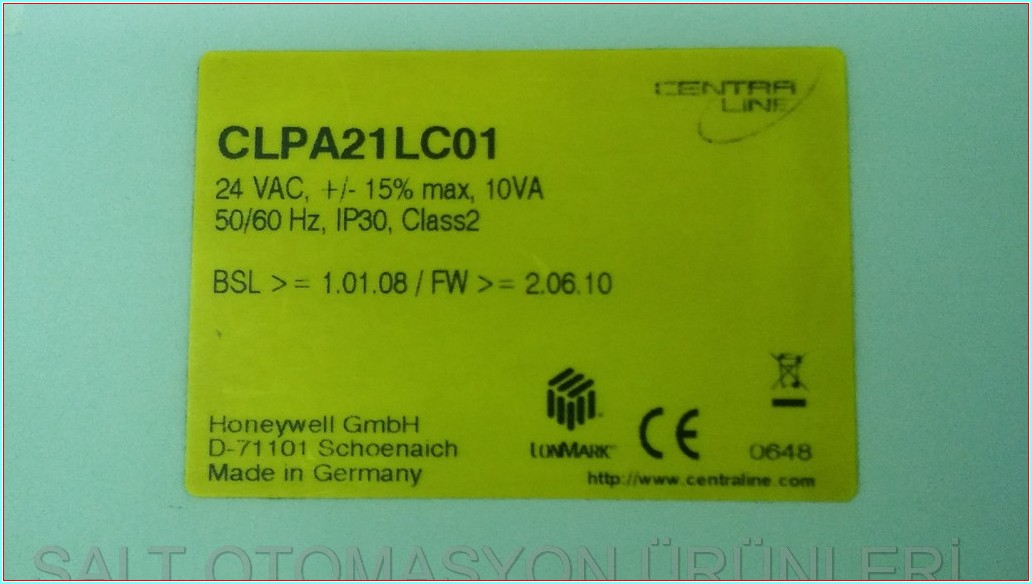 CENTRA
LINE
CLPA21LC01
24 VAC, +/- 15% max, 10VA
50/60 Hz, IP30, Class2
BSL >= 1.01.08 / FW >= 2.06.10
Honeywell GmbH
D-71101 Schoenaich
Made in Germany
LONMARK
CE
0648
http://www.centraline.com
SALT OTOMASYON ÜRÜNLERİ